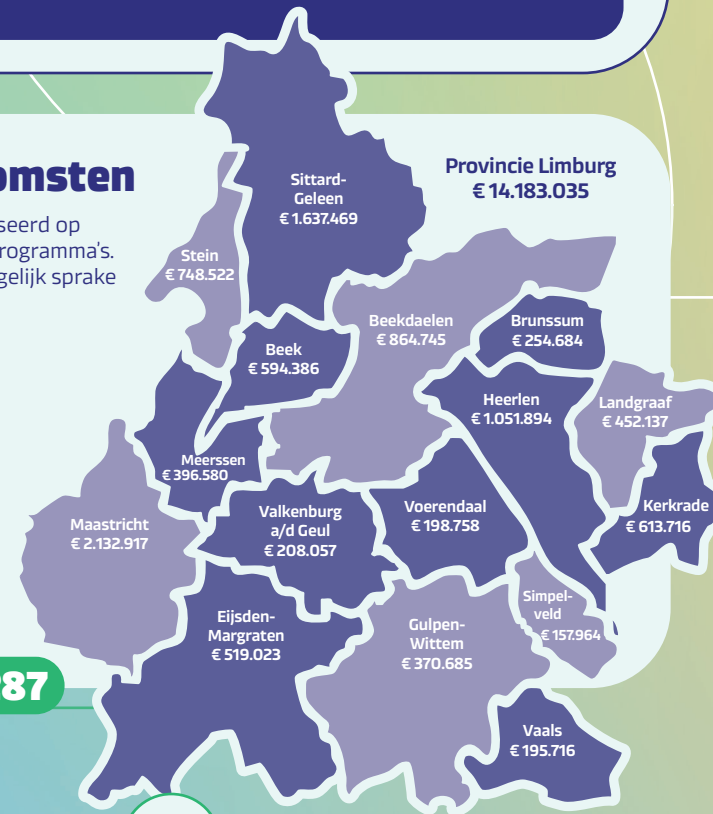 omsten
seerd op
rogramma's.
gelijk sprake
Provincie Limburg
€ 14.183.035
Sittard-
Geleen
€ 1.637.469
Stein
€ 748.522
Beekdaelen
€ 864.745
Brunssum
€ 254.684
Beek
€ 594.386
Heerlen
€ 1.051.894
Landgraaf
€ 452.137
Meerssen
€ 396.580
Maastricht
€ 2.132.917
Valkenburg
a/d Geul
€ 208.057
Voerendaal
€ 198.758
Kerkrade
€ 613.716
Eijsden-
Margraten
€ 519.023
Gulpen-
Wittem
€ 370.685
Simpel-
veld
€ 157.964
87
Vaals
€ 195.716